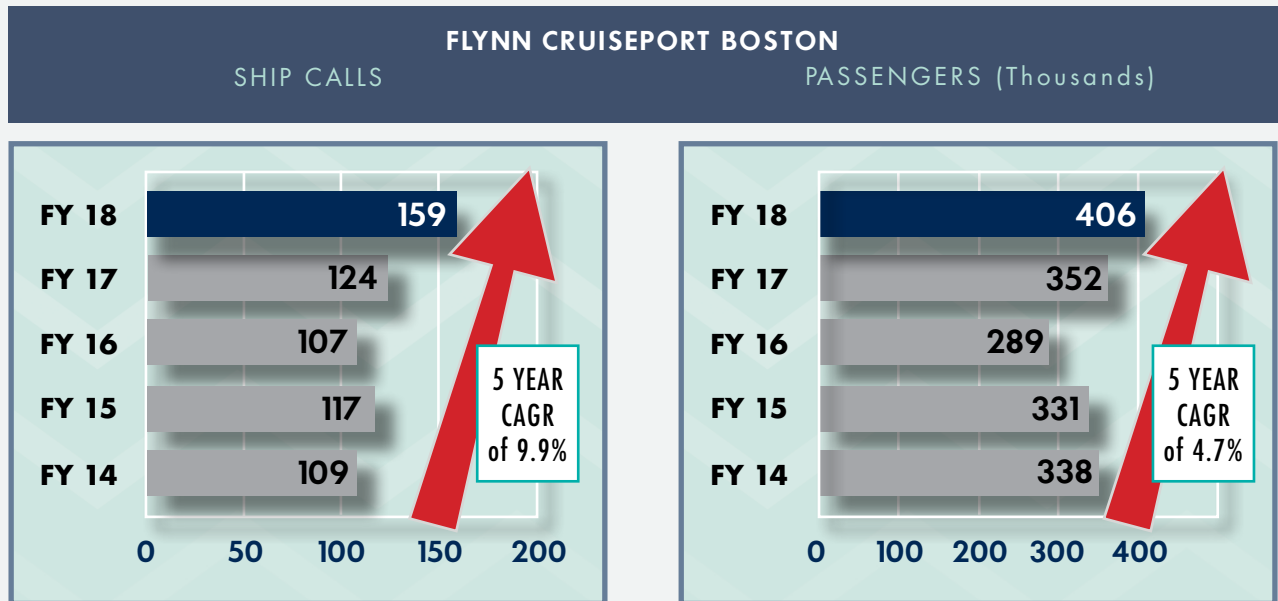 FLYNN CRUISEPORT BOSTON
SHIP CALLS
PASSENGERS (Thousands)
FY 18
159
FY 17
124
FY 16
107
FY 15
117
FY 14
109
5 YEAR
CAGR
of 9.9%
0 50 100 150 200
FY 18
406
FY 17
352
FY 16
289
FY 15
331
FY 14
338
5 YEAR
CAGR
of 4.7%
0 100 200 300 400